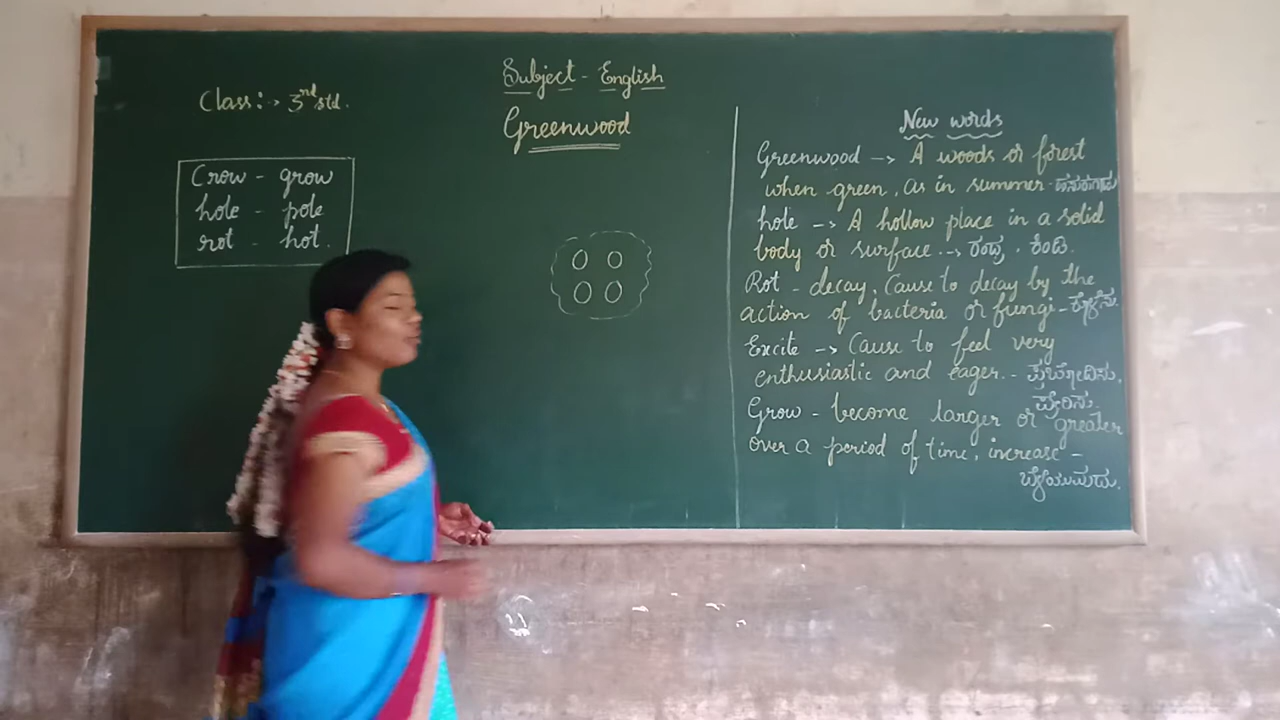 Subject - English
Class :-> 3nd std.
Greenwood
Crow - grow
hole - pole
rot - hot.
New words
Greenwood -> A woods or forest
when green, as in summer -
hole -> A hollow place in a solid
body or surface. -> ರಂಧ್ರ, ಕಿಂಡಿ.
Rot - decay, Cause to decay by the
action of bacteria or fungi -
Excite -> Cause to feel very
enthusiastic and eager. - ಪ್ರಚೋದಿಸು,
ಪ್ರೇರಿಸು.
Grow - become larger or greater
over a period of time, increase -
ಬೆಳೆಯುವುದು.